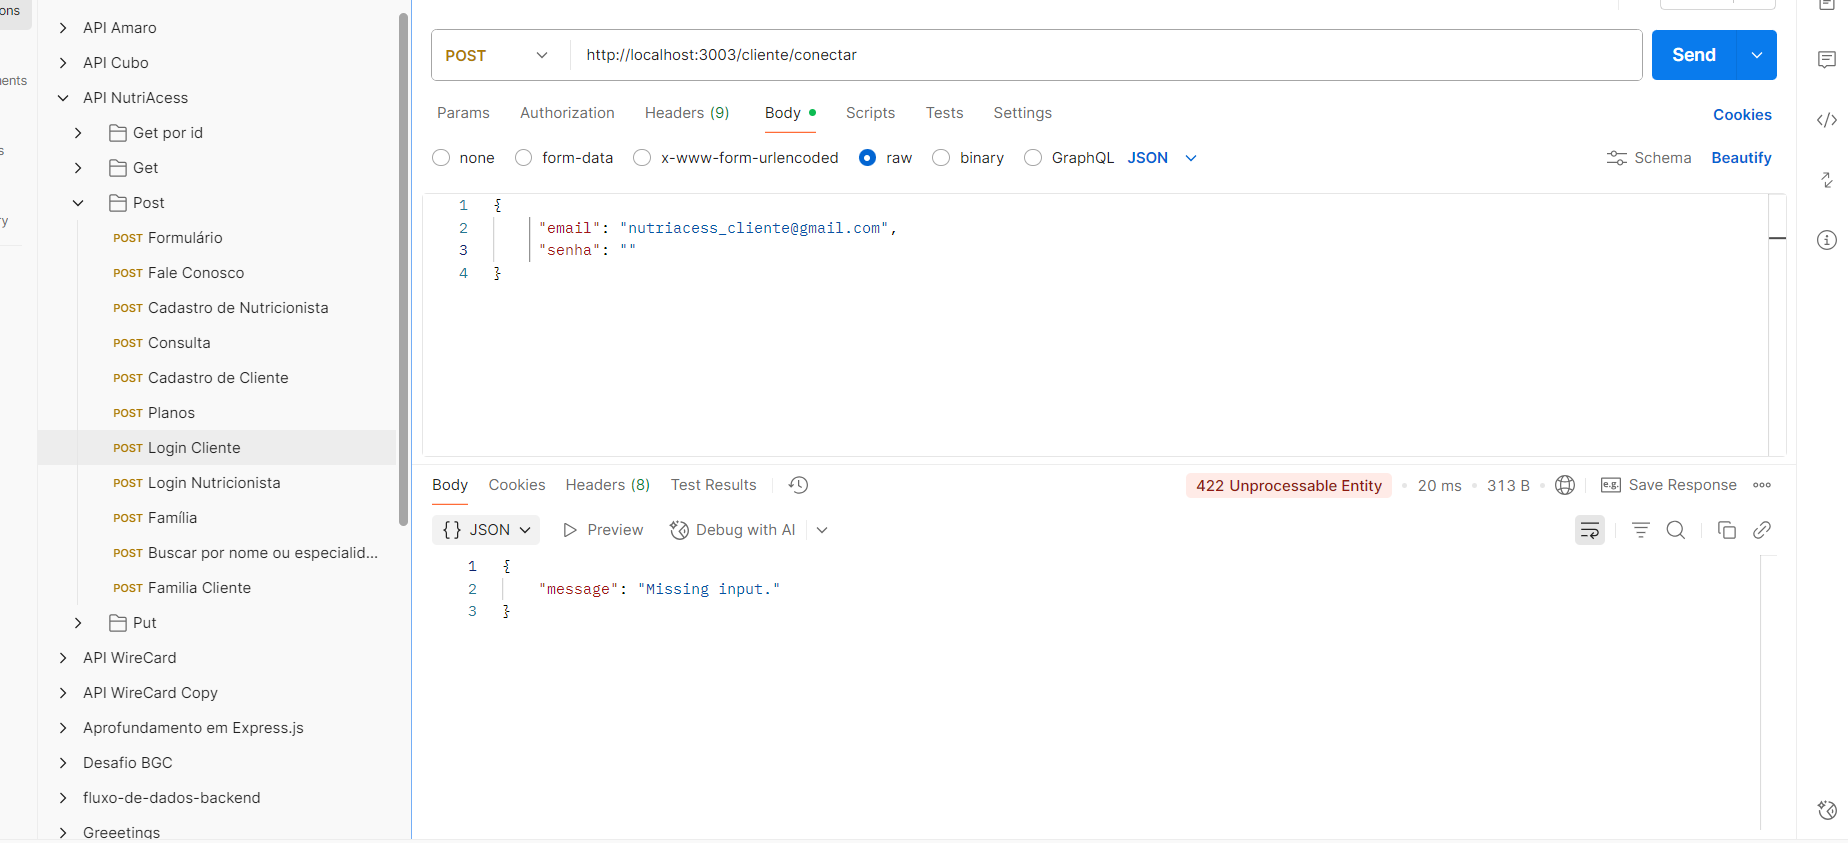 ons
ents
s
ry
API Amaro
API Cubo
API NutriAcess
Get por id
Get
Post
POST Formulário
POST Fale Conosco
POST Cadastro de Nutricionista
POST Consulta
POST Cadastro de Cliente
POST Planos
POST Login Cliente
POST Login Nutricionista
POST Família
POST Buscar por nome ou especialid...
POST Familia Cliente
Put
API WireCard
API WireCard Copy
Aprofundamento em Express.js
Desafio BGC
fluxo-de-dados-backend
Greeetings
POST http://localhost:3003/cliente/conectar Send
Params Authorization Headers (9) Body Scripts Tests Settings Cookies
none form-data x-www-form-urlencoded raw binary GraphQL JSON Schema Beautify
1 {
2 "email": "nutriacess_cliente@gmail.com",
3 "senha": ""
4 }
Body Cookies Headers (8) Test Results 422 Unprocessable Entity 20 ms 313 B e.g. Save Response
{} JSON Preview Debug with AI
1 {
2 "message": "Missing input."
3 }